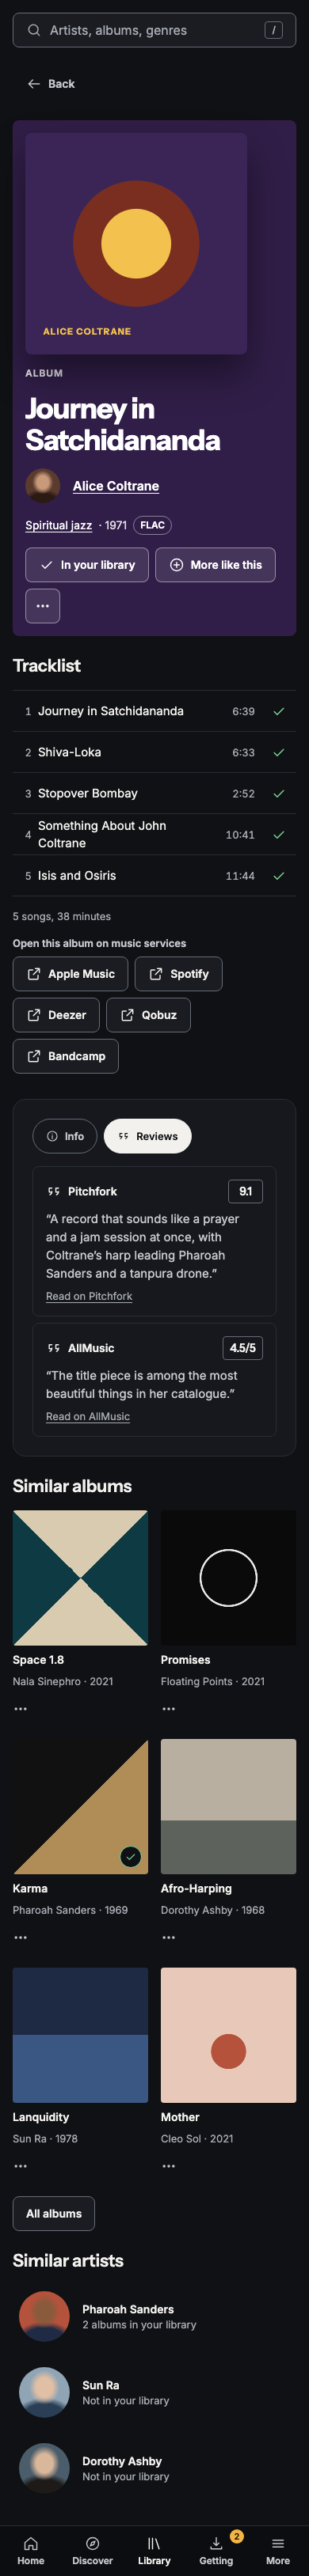 Artists, albums, genres /
Back
ALICE COLTRANE
ALBUM
Journey in
Satchidananda
Alice Coltrane
Spiritual jazz · 1971 FLAC
In your library More like this
Tracklist
1 Journey in Satchidananda 6:39
2 Shiva-Loka 6:33
3 Stopover Bombay 2:52
4 Something About John
Coltrane 10:41
5 Isis and Osiris 11:44
5 songs, 38 minutes
Open this album on music services
Apple Music Spotify
Deezer Qobuz
Bandcamp
Info Reviews
Pitchfork 9.1
“A record that sounds like a prayer
and a jam session at once, with
Coltrane’s harp leading Pharoah
Sanders and a tanpura drone.”
Read on Pitchfork
AllMusic 4.5/5
“The title piece is among the most
beautiful things in her catalogue.”
Read on AllMusic
Similar albums
Space 1.8 Promises
Nala Sinephro · 2021 Floating Points · 2021
Karma Afro-Harping
Pharoah Sanders · 1969 Dorothy Ashby · 1968
Lanquidity Mother
Sun Ra · 1978 Cleo Sol · 2021
All albums
Similar artists
Pharoah Sanders
2 albums in your library
Sun Ra
Not in your library
Dorothy Ashby
Not in your library
2
Home Discover Library Getting More